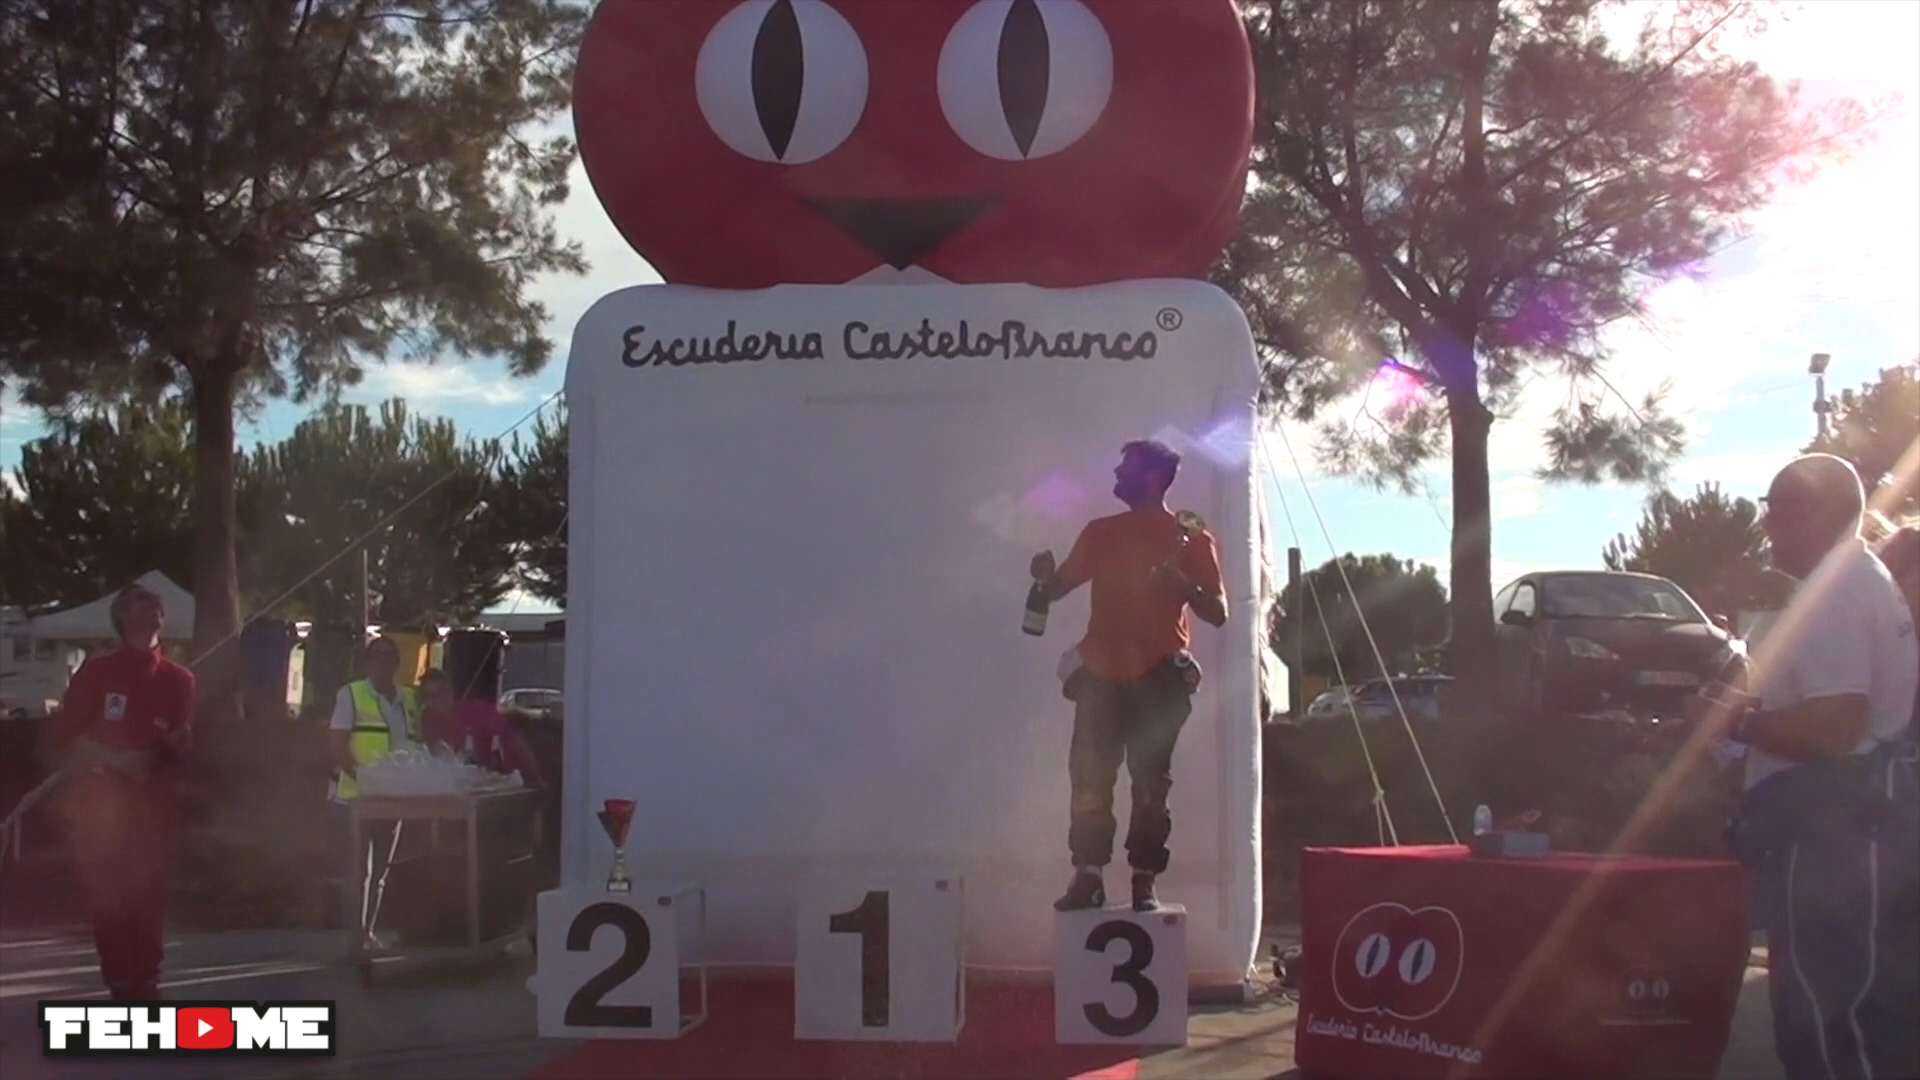 Escuderia CasteloBranco®
2
1
3
Escuderia CasteloBranco
FEHOME